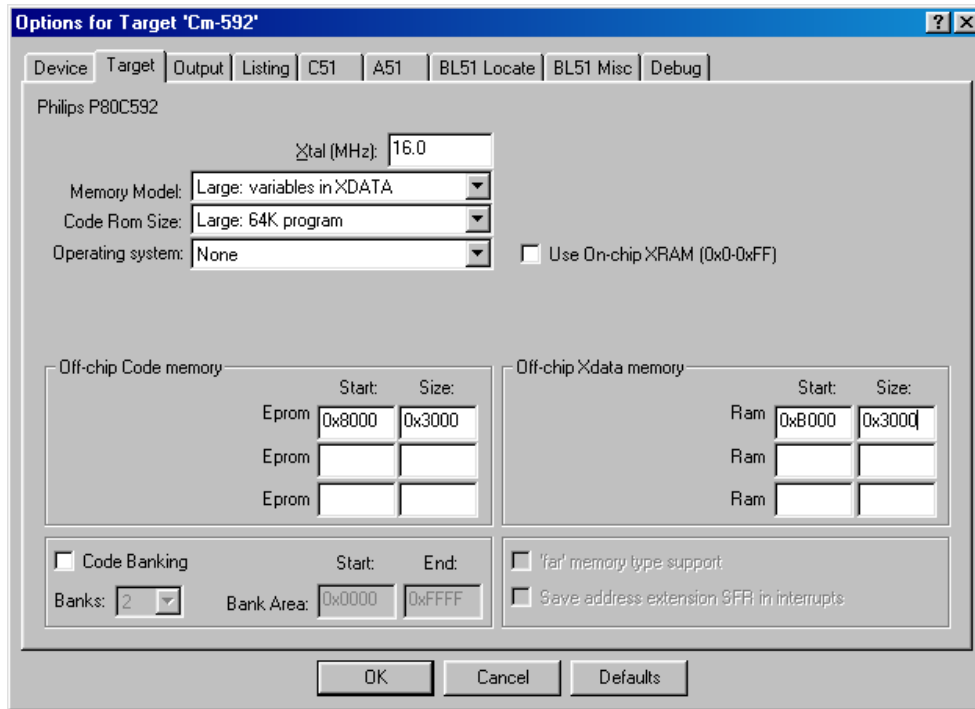 Options for Target 'Cm-592'
Device Target Output Listing C51 A51 BL51 Locate BL51 Misc Debug
Philips P80C592
Xtal (MHz): 16.0
Memory Model: Large: variables in XDATA
Code Rom Size: Large: 64K program
Operating system: None
Use On-chip XRAM (0x0-0xFF)
Off-chip Code memory
Start: Size:
Eprom 0x8000 0x3000
Eprom
Eprom
Off-chip Xdata memory
Start: Size:
Ram 0xB000 0x3000
Ram
Ram
Code Banking Start: End:
Banks: 2 Bank Area: 0x0000 0xFFFF
'far' memory type support
Save address extension SFR in interrupts
OK Cancel Defaults